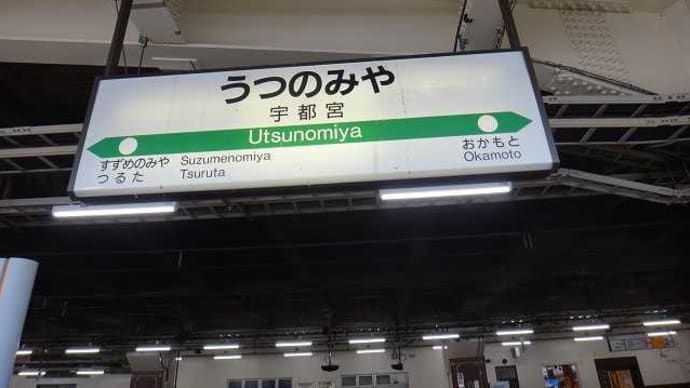 うつのみや
宇都宮
Utsunomiya
すずめのみや Suzumenomiya
つるた Tsuruta
おかもと
Okamoto